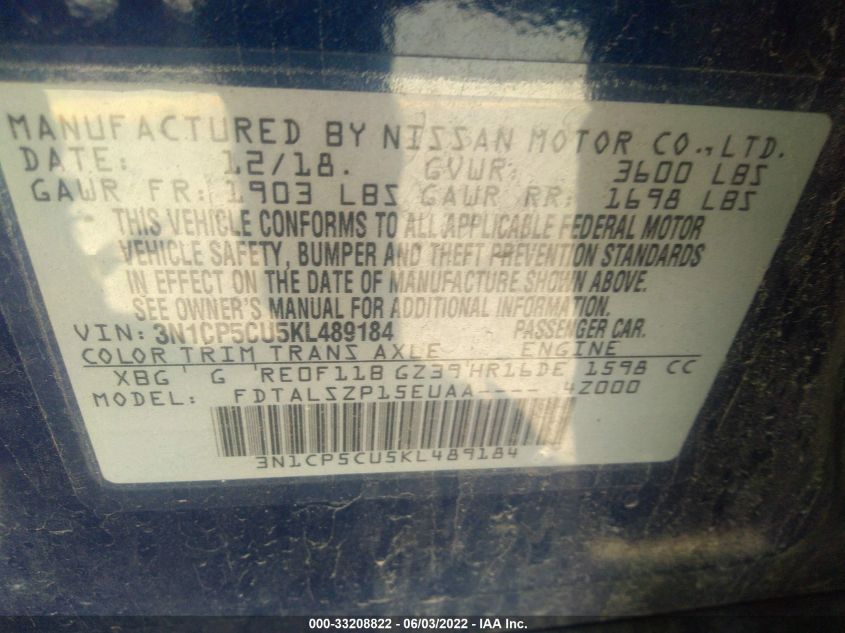 MANUFACTURED BY NISSAN MOTOR CO., LTD.
DATE: 12/18. GVWR: 3600 LBS
GAWR FR: 1903 LBS GAWR RR: 1698 LBS
THIS VEHICLE CONFORMS TO ALL APPLICABLE FEDERAL MOTOR
VEHICLE SAFETY, BUMPER AND THEFT PREVENTION STANDARDS
IN EFFECT ON THE DATE OF MANUFACTURE SHOWN ABOVE.
SEE OWNER'S MANUAL FOR ADDITIONAL INFORMATION.
VIN: 3N1CP5CU5KL489184 PASSENGER CAR.
COLOR TRIM TRANS AXLE ENGINE
XBG G RE0F11B GZ39 HR16DE 1598 CC
MODEL: FDTALSZP15EUAA---- 4Z000
3N1CP5CU5KL489184
000-33208822 - 06/03/2022 - IAA Inc.